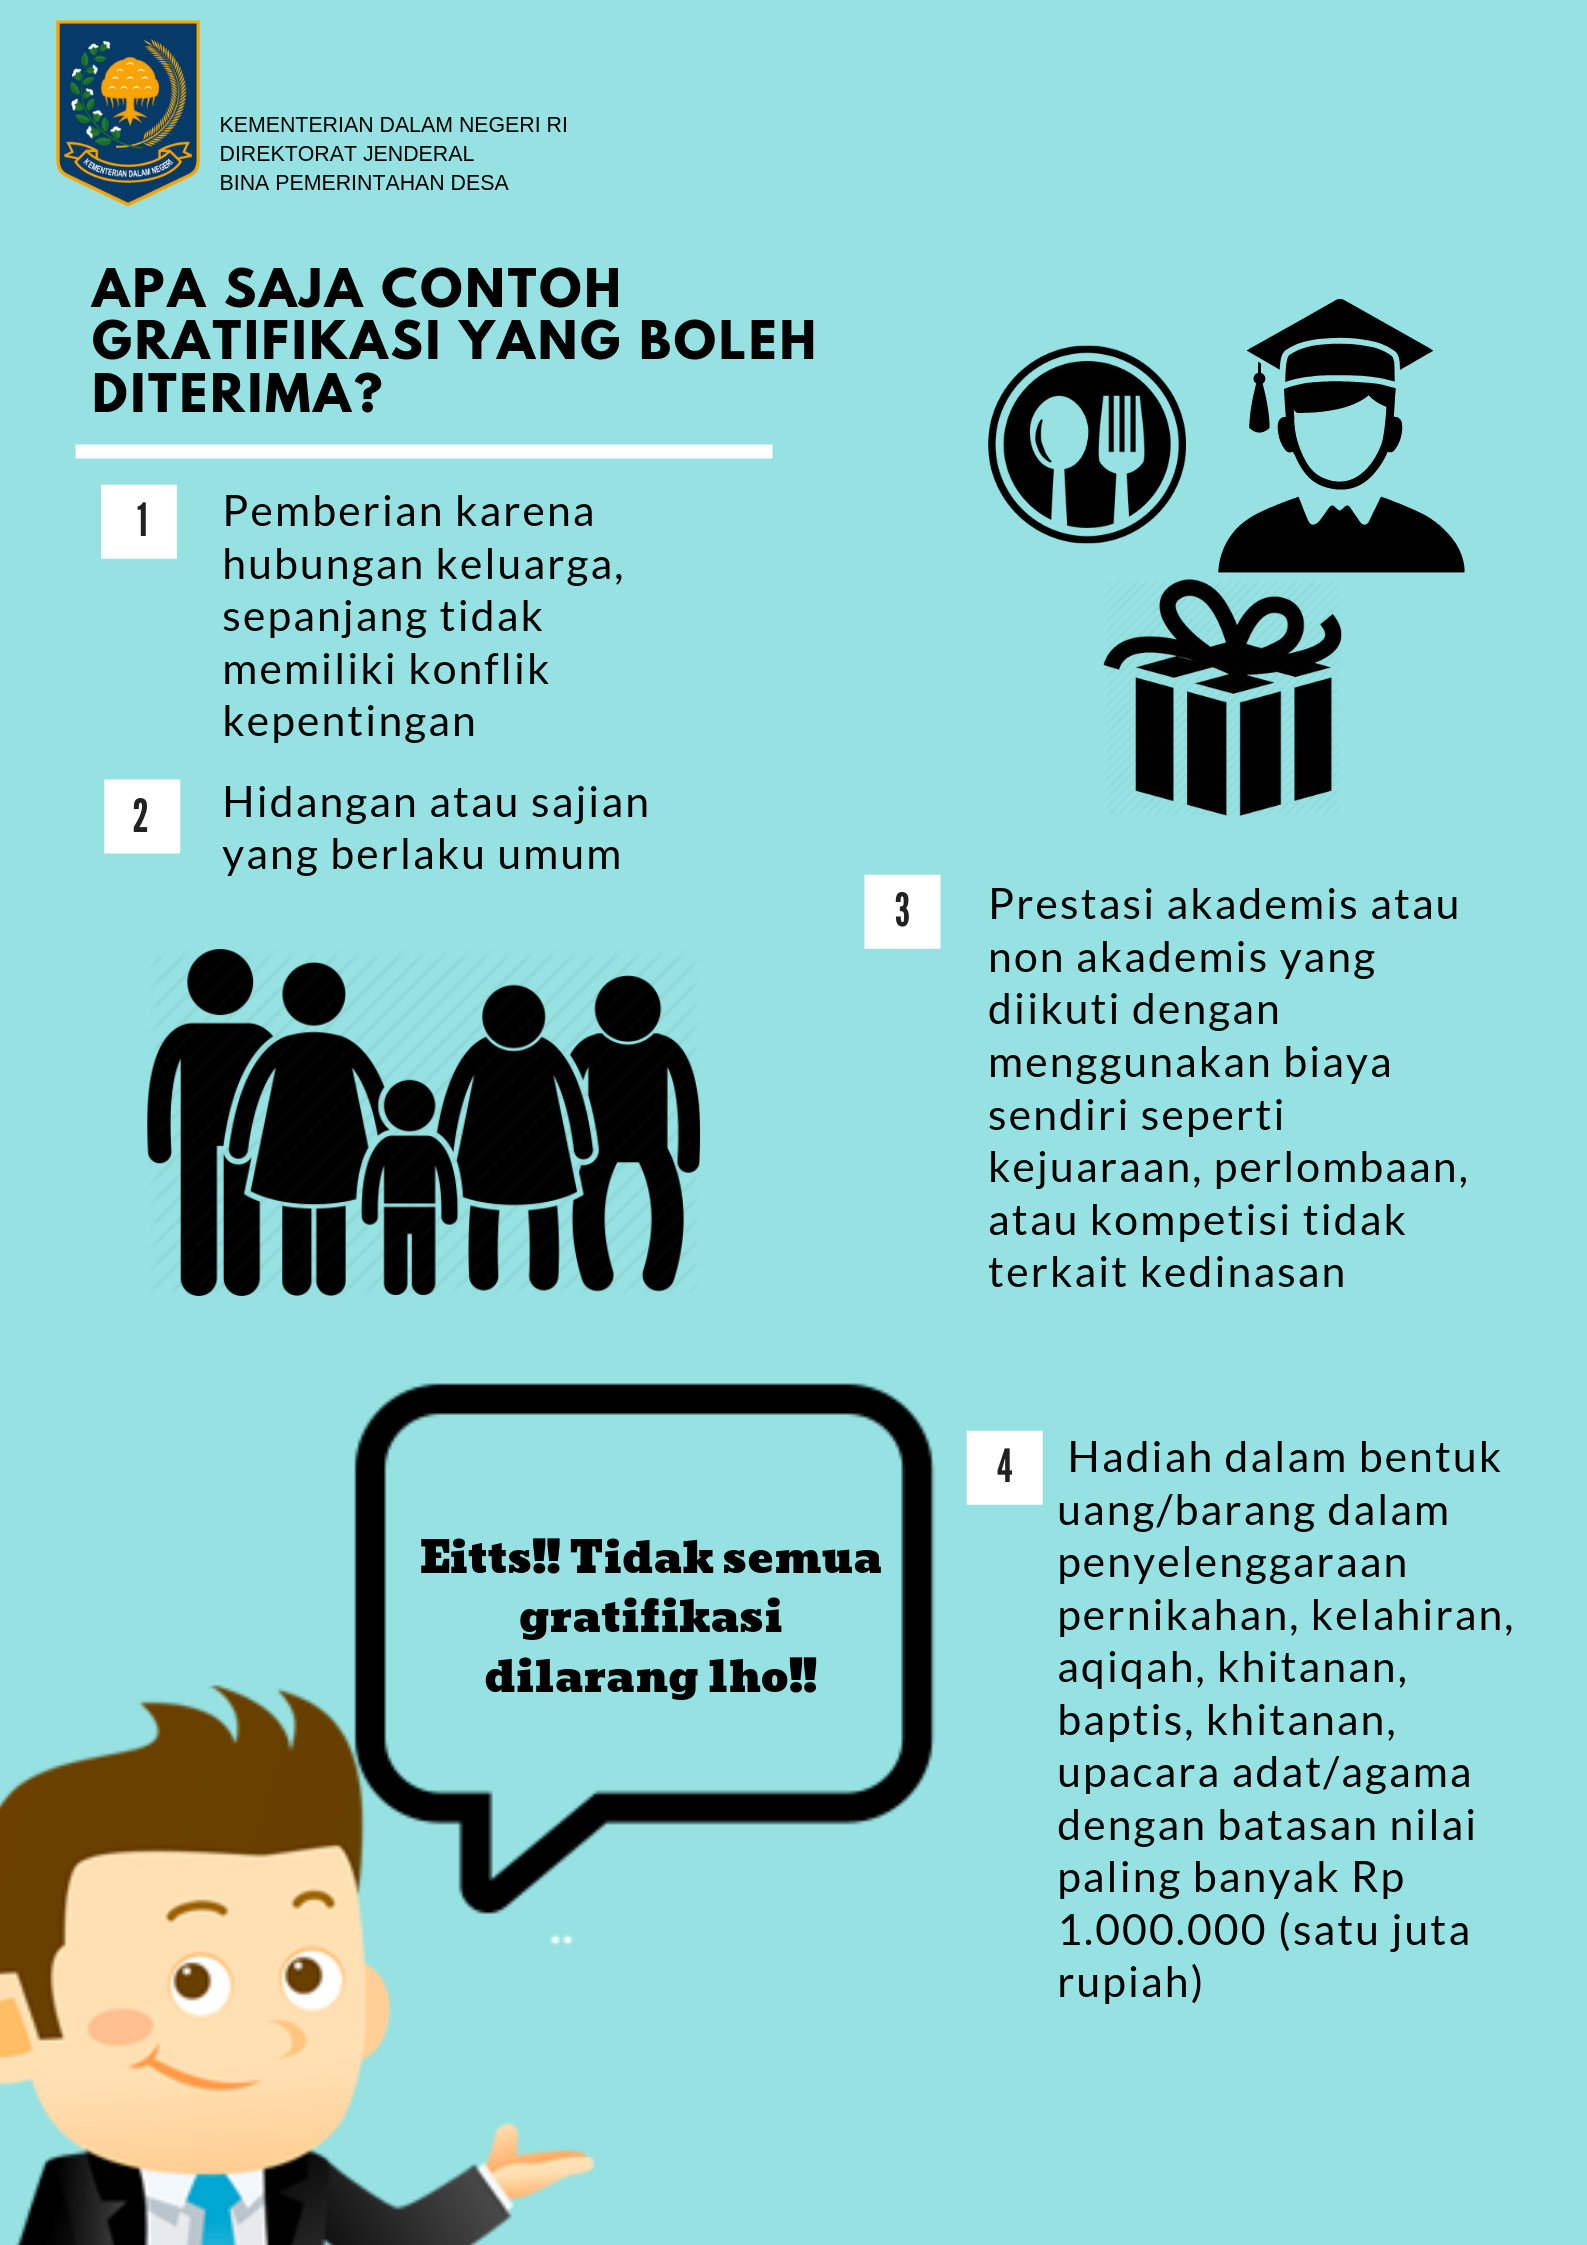 KEMENTERIAN DALAM NEGERI
KEMENTERIAN DALAM NEGERI RI
DIREKTORAT JENDERAL
BINA PEMERINTAHAN DESA
APA SAJA CONTOH
GRATIFIKASI YANG BOLEH
DITERIMA?
1
Pemberian karena
hubungan keluarga,
sepanjang tidak
memiliki konflik
kepentingan
2
Hidangan atau sajian
yang berlaku umum
3
Prestasi akademis atau
non akademis yang
diikuti dengan
menggunakan biaya
sendiri seperti
kejuaraan, perlombaan,
atau kompetisi tidak
terkait kedinasan
4
Hadiah dalam bentuk
uang/barang dalam
penyelenggaraan
pernikahan, kelahiran,
aqiqah, khitanan,
baptis, khitanan,
upacara adat/agama
dengan batasan nilai
paling banyak Rp
1.000.000 (satu juta
rupiah)
Eitts!! Tidak semua
gratifikasi
dilarang lho!!